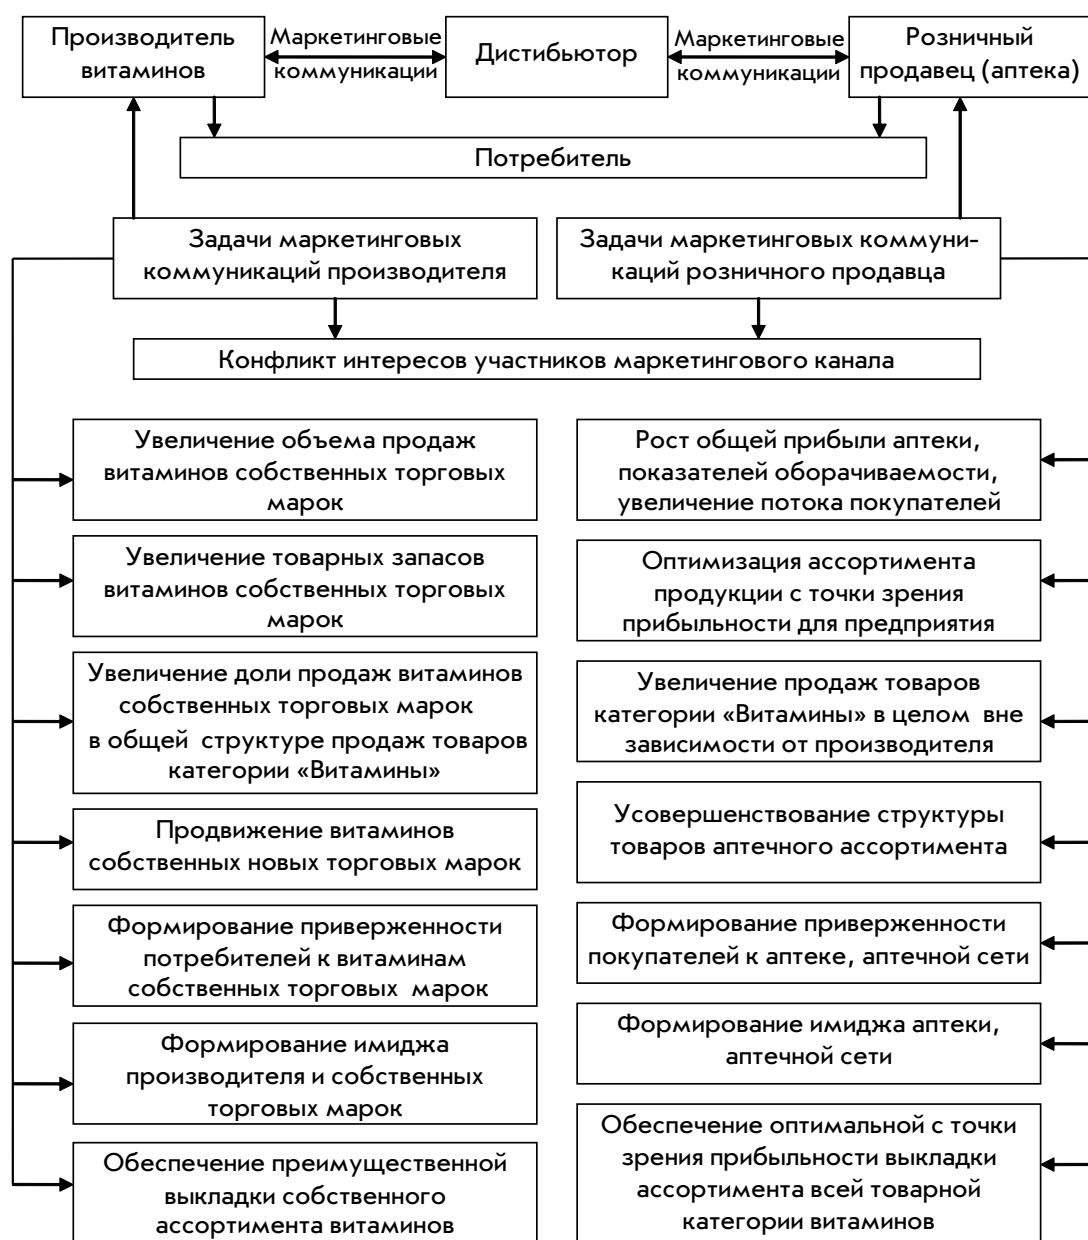 Производитель
витаминов
Маркетинговые
коммуникации
Дистибьютор
Маркетинговые
коммуникации
Розничный
продавец (аптека)
Потребитель
Задачи маркетинговых
коммуникаций производителя
Задачи маркетинговых коммуни-
каций розничного продавца
Конфликт интересов участников маркетингового канала
Увеличение объема продаж
витаминов собственных торговых
марок
Увеличение товарных запасов
витаминов собственных торговых
марок
Увеличение доли продаж витаминов
собственных торговых марок
в общей структуре продаж товаров
категории «Витамины»
Продвижение витаминов
собственных новых торговых марок
Формирование приверженности
потребителей к витаминам
собственных торговых марок
Формирование имиджа
производителя и собственных
торговых марок
Обеспечение преимущественной
выкладки собственного
ассортимента витаминов
Рост общей прибыли аптеки,
показателей оборачиваемости,
увеличение потока покупателей
Оптимизация ассортимента
продукции с точки зрения
прибыльности для предприятия
Увеличение продаж товаров
категории «Витамины» в целом вне
зависимости от производителя
Усовершенствование структуры
товаров аптечного ассортимента
Формирование приверженности
покупателей к аптеке, аптечной сети
Формирование имиджа аптеки,
аптечной сети
Обеспечение оптимальной с точки
зрения прибыльности выкладки
ассортимента всей товарной
категории витаминов